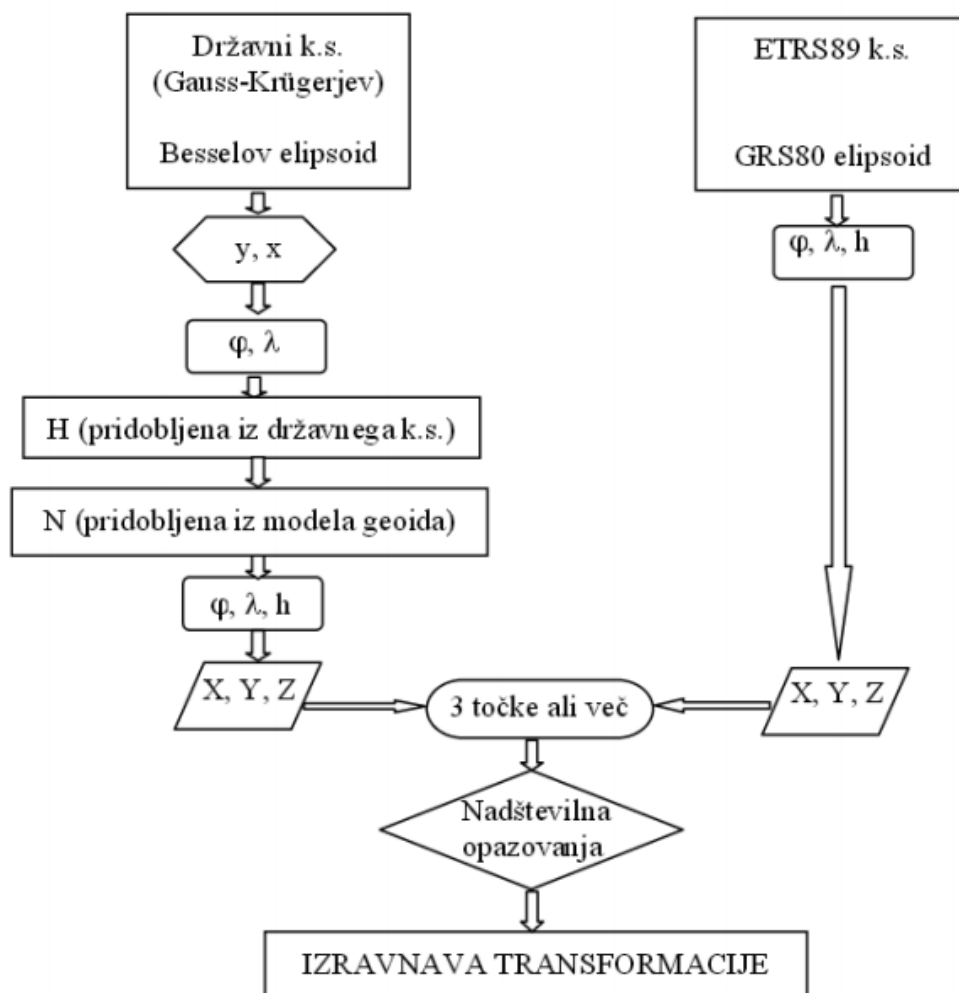 Državni k.s.
(Gauss-Krügerjev)
Besselov elipsoid
y, x
φ, λ
H (pridobljena iz državnega k.s.)
N (pridobljena iz modela geoida)
φ, λ, h
X, Y, Z
ETRS89 k.s.
GRS80 elipsoid
φ, λ, h
X, Y, Z
3 točke ali več
Nadštevilna
opazovanja
IZRAVNAVA TRANSFORMACIJE